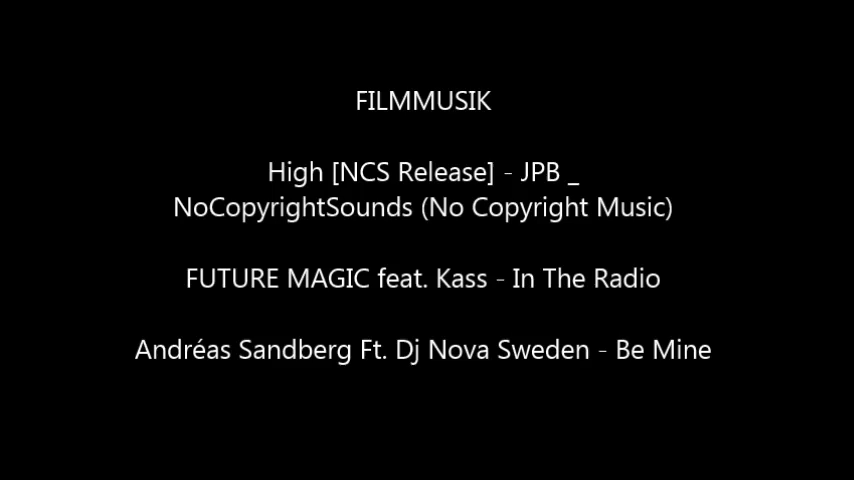 FILMMUSIK
High [NCS Release] - JPB _
NoCopyrightSounds (No Copyright Music)
FUTURE MAGIC feat. Kass - In The Radio
Andréas Sandberg Ft. Dj Nova Sweden - Be Mine